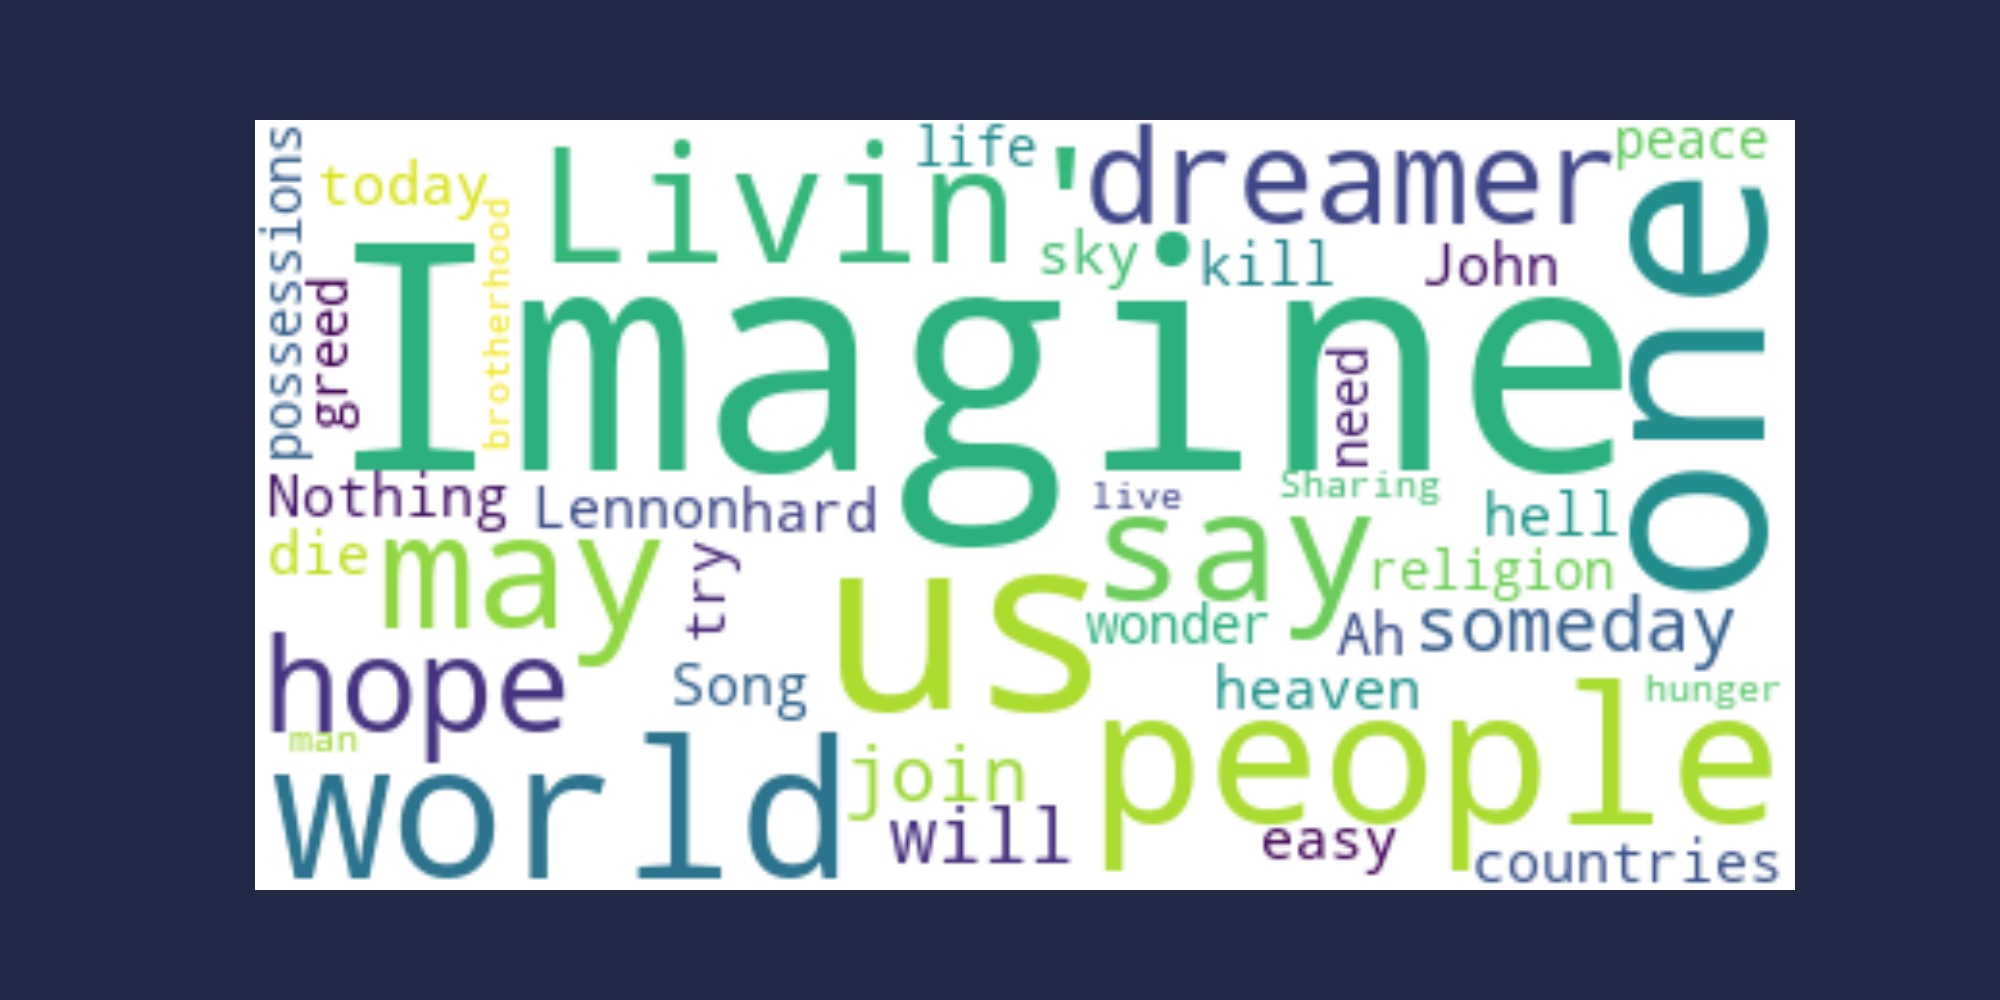 possessions
today
Livin'
life
dreamer
peace
one
greed
brotherhood
Imagine
sky
kill
John
need
Nothing
Lennon
hard
live
Sharing
hell
die
may
try
us
say
religion
wonder
Ah
someday
hope
Song
heaven
hunger
man
world
join
will
people
easy
countries